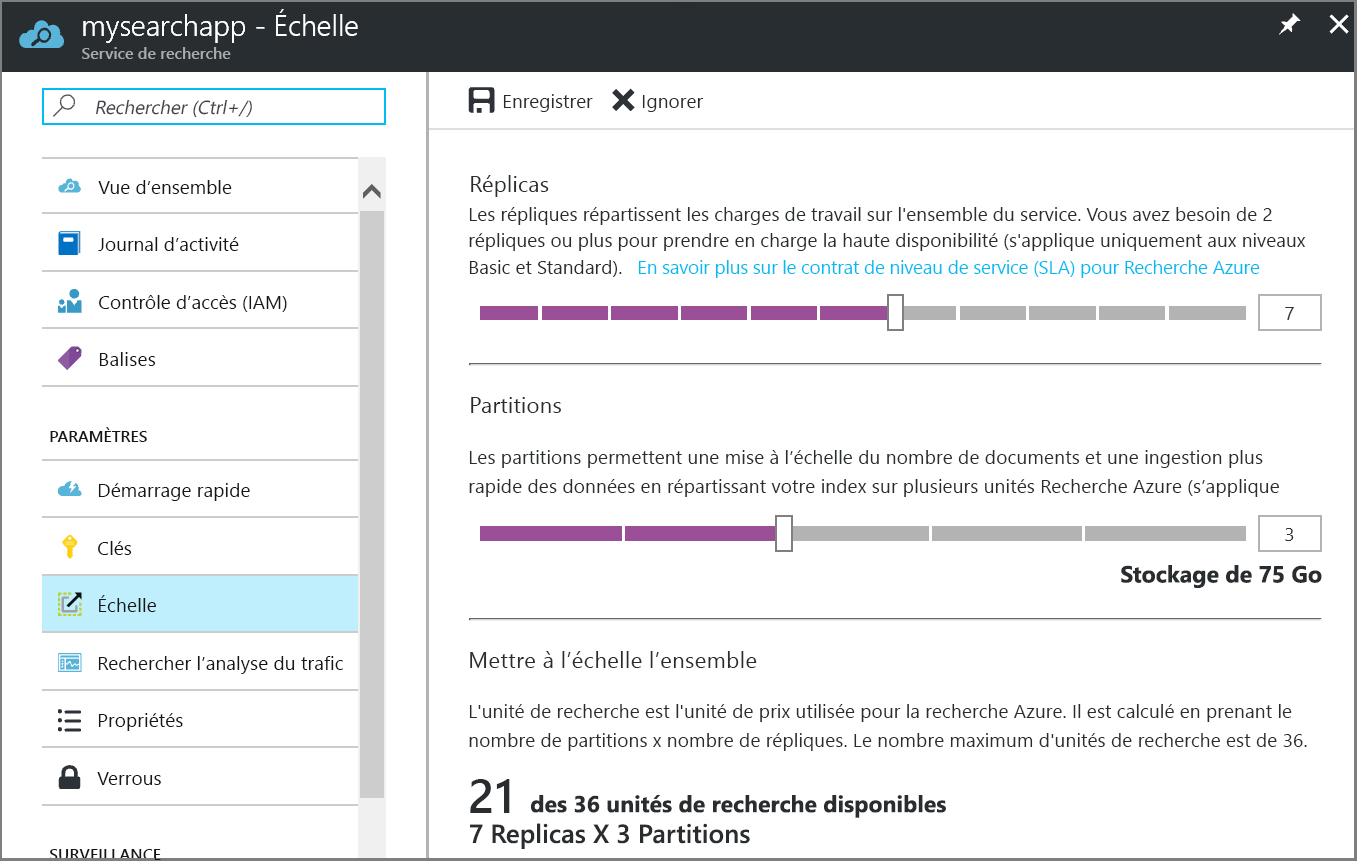 mysearchapp - Échelle
Service de recherche
Rechercher (Ctrl+/)
Vue d’ensemble
Journal d’activité
Contrôle d’accès (IAM)
Balises
PARAMÈTRES
Démarrage rapide
Clés
Échelle
Rechercher l’analyse du trafic
Propriétés
Verrous
SURVEILLANCE
Enregistrer
Ignorer
Réplicas
Les répliques répartissent les charges de travail sur l'ensemble du service. Vous avez besoin de 2
répliques ou plus pour prendre en charge la haute disponibilité (s'applique uniquement aux niveaux
Basic et Standard). En savoir plus sur le contrat de niveau de service (SLA) pour Recherche Azure
7
Partitions
Les partitions permettent une mise à l’échelle du nombre de documents et une ingestion plus
rapide des données en répartissant votre index sur plusieurs unités Recherche Azure (s’applique
3
Stockage de 75 Go
Mettre à l’échelle l’ensemble
L'unité de recherche est l'unité de prix utilisée pour la recherche Azure. Il est calculé en prenant le
nombre de partitions x nombre de répliques. Le nombre maximum d'unités de recherche est de 36.
21 des 36 unités de recherche disponibles
7 Replicas X 3 Partitions